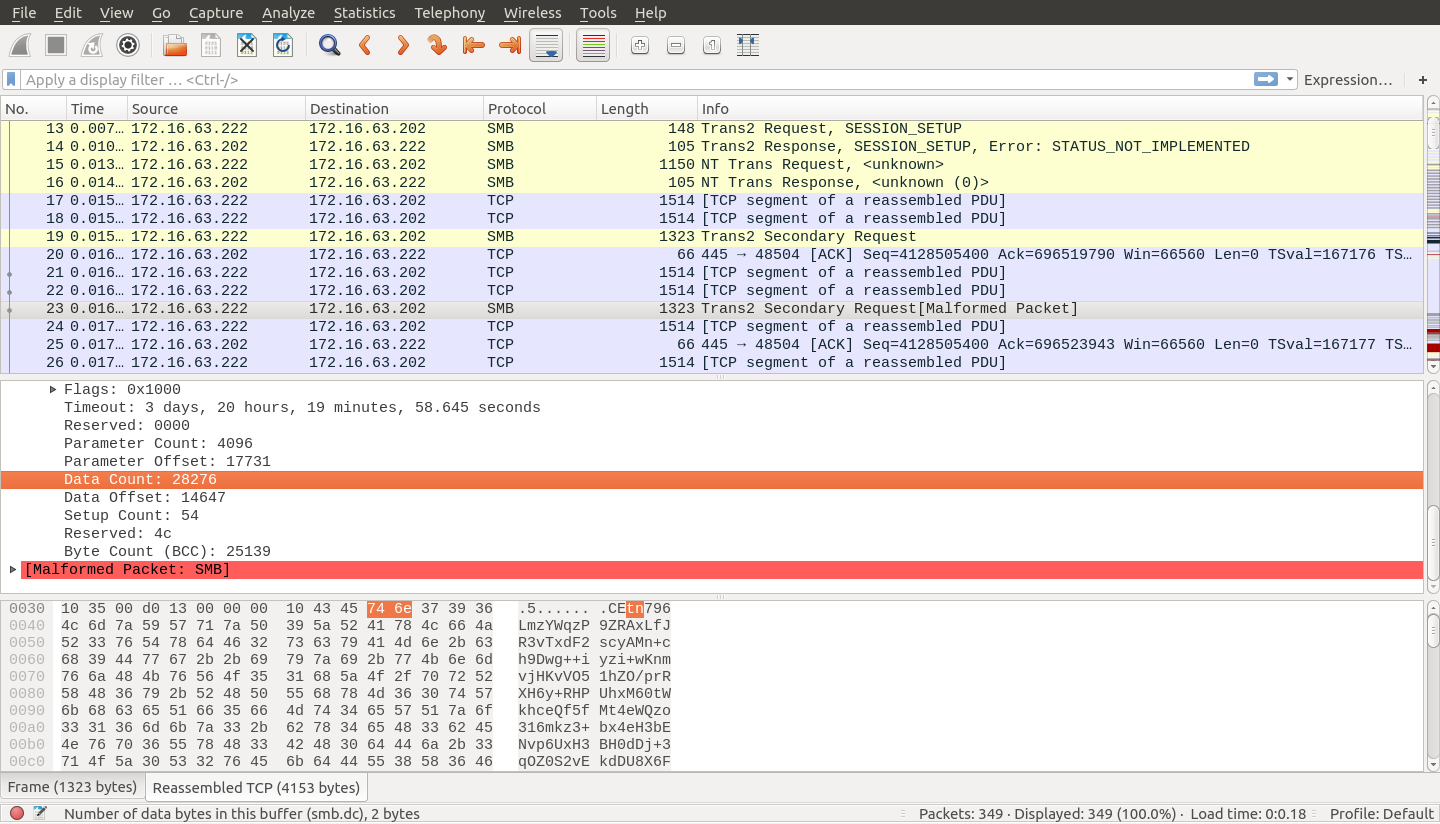 File Edit View Go Capture Analyze Statistics Telephony Wireless Tools Help
Apply a display filter … <Ctrl-/> Expression… +
No. Time Source Destination Protocol Length Info
13 0.007… 172.16.63.222 172.16.63.202 SMB 148 Trans2 Request, SESSION_SETUP
14 0.010… 172.16.63.202 172.16.63.222 SMB 105 Trans2 Response, SESSION_SETUP, Error: STATUS_NOT_IMPLEMENTED
15 0.013… 172.16.63.222 172.16.63.202 SMB 1150 NT Trans Request, <unknown>
16 0.014… 172.16.63.202 172.16.63.222 SMB 105 NT Trans Response, <unknown (0)>
17 0.015… 172.16.63.222 172.16.63.202 TCP 1514 [TCP segment of a reassembled PDU]
18 0.015… 172.16.63.222 172.16.63.202 TCP 1514 [TCP segment of a reassembled PDU]
19 0.015… 172.16.63.222 172.16.63.202 SMB 1323 Trans2 Secondary Request
20 0.016… 172.16.63.202 172.16.63.222 TCP 66 445 → 48504 [ACK] Seq=4128505400 Ack=696519790 Win=66560 Len=0 TSval=167176 TS…
21 0.016… 172.16.63.222 172.16.63.202 TCP 1514 [TCP segment of a reassembled PDU]
22 0.016… 172.16.63.222 172.16.63.202 TCP 1514 [TCP segment of a reassembled PDU]
23 0.016… 172.16.63.222 172.16.63.202 SMB 1323 Trans2 Secondary Request[Malformed Packet]
24 0.017… 172.16.63.222 172.16.63.202 TCP 1514 [TCP segment of a reassembled PDU]
25 0.017… 172.16.63.202 172.16.63.222 TCP 66 445 → 48504 [ACK] Seq=4128505400 Ack=696523943 Win=66560 Len=0 TSval=167177 TS…
26 0.017… 172.16.63.222 172.16.63.202 TCP 1514 [TCP segment of a reassembled PDU]
Flags: 0x1000
Timeout: 3 days, 20 hours, 19 minutes, 58.645 seconds
Reserved: 0000
Parameter Count: 4096
Parameter Offset: 17731
Data Count: 28276
Data Offset: 14647
Setup Count: 54
Reserved: 4c
Byte Count (BCC): 25139
[Malformed Packet: SMB]
0030 10 35 00 d0 13 00 00 00 10 43 45 74 6e 37 39 36 .5...... .CEtn796
0040 4c 6d 7a 59 57 71 7a 50 39 5a 52 41 78 4c 66 4a LmzYWqzP 9ZRAxLfJ
0050 52 33 76 54 78 64 46 32 73 63 79 41 4d 6e 2b 63 R3vTxdF2 scyAMn+c
0060 68 39 44 77 67 2b 2b 69 79 7a 69 2b 77 4b 6e 6d h9Dwg++i yzi+wKnm
0070 76 6a 48 4b 76 56 4f 35 31 68 5a 4f 2f 70 72 52 vjHKvVO5 1hZO/prR
0080 58 48 36 79 2b 52 48 50 55 68 78 4d 36 30 74 57 XH6y+RHP UhxM60tW
0090 6b 68 63 65 51 66 35 66 4d 74 34 65 57 51 7a 6f khceQf5f Mt4eWQzo
00a0 33 31 36 6d 6b 7a 33 2b 62 78 34 65 48 33 62 45 316mkz3+ bx4eH3bE
00b0 4e 76 70 36 55 78 48 33 42 48 30 64 44 6a 2b 33 Nvp6UxH3 BH0dDj+3
00c0 71 4f 5a 30 53 32 76 45 6b 64 44 55 38 58 36 46 qOZ0S2vE kdDU8X6F
Frame (1323 bytes) Reassembled TCP (4153 bytes)
Number of data bytes in this buffer (smb.dc), 2 bytes Packets: 349 · Displayed: 349 (100.0%) · Load time: 0:0.18 Profile: Default